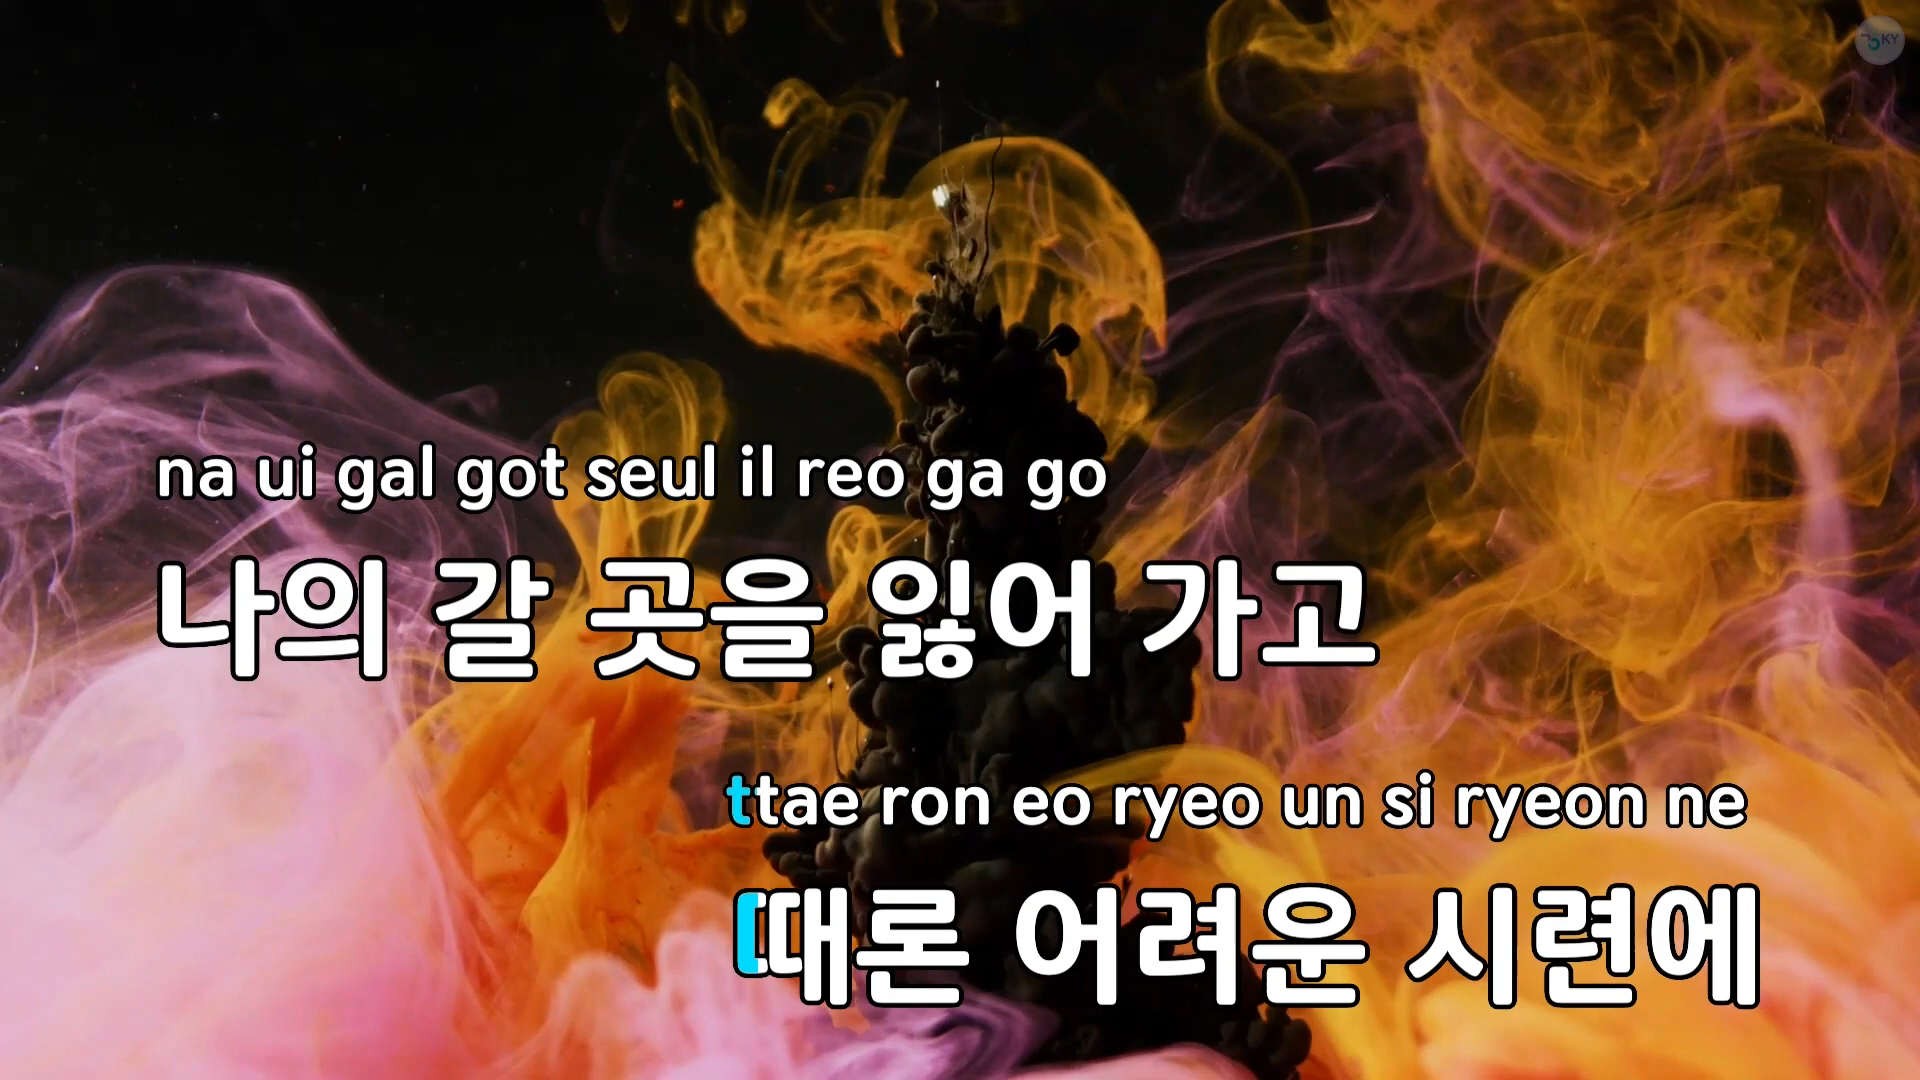 KY
na ui gal got seul il reo ga go
나의 갈 곳을 잃어 가고
ttae ron eo ryeo un si ryeon ne
때론 어려운 시련에